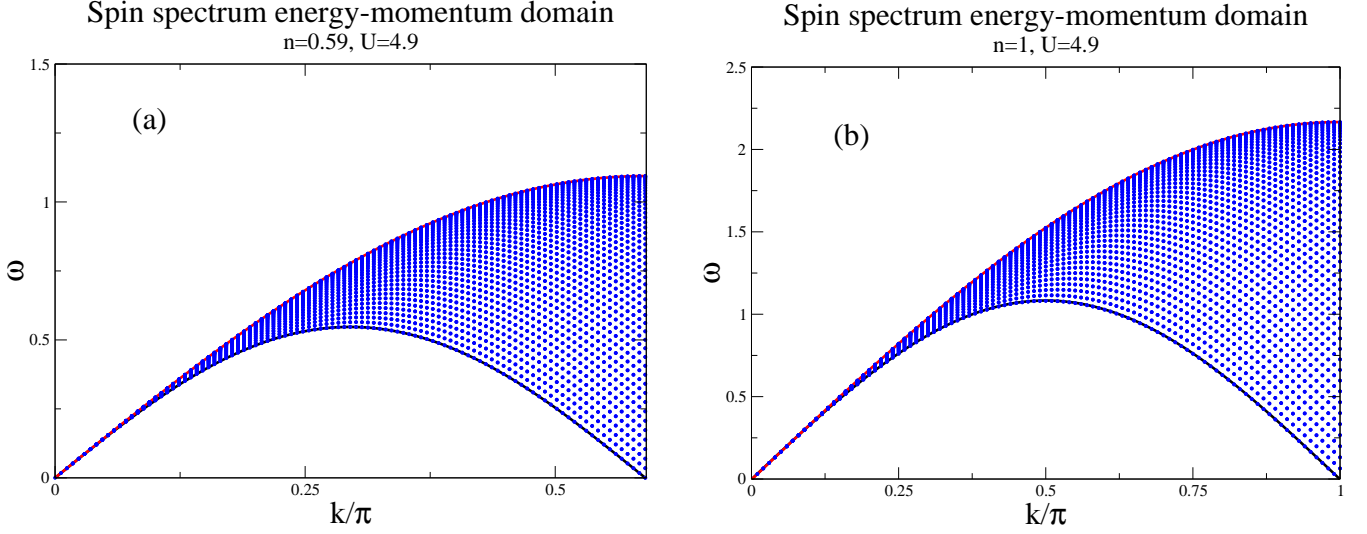 Spin spectrum energy-momentum domain
n=0.59, U=4.9
(a)
1.5
1
0.5
0
ω
0
0.25
0.5
k/π
Spin spectrum energy-momentum domain
n=1, U=4.9
(b)
2.5
2
1.5
1
0.5
0
ω
0
0.25
0.5
0.75
1
k/π